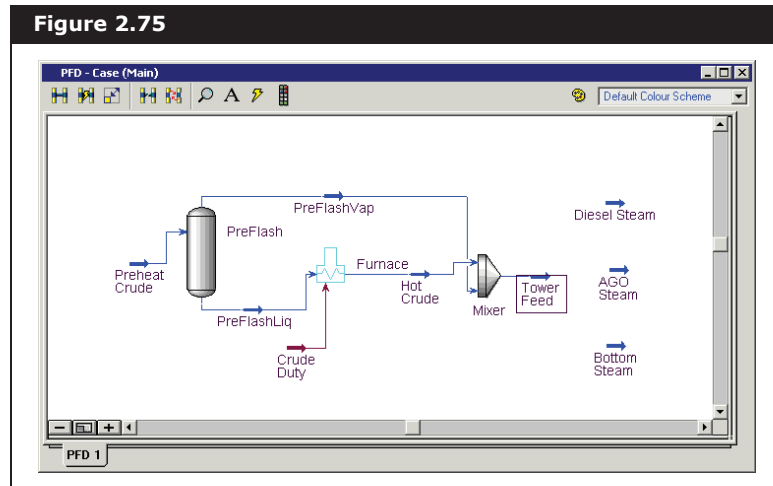 Figure 2.75
PFD - Case (Main)
A
Default Colour Scheme
PreFlashVap
Diesel Steam
PreFlash
Preheat
Crude
Furnace
Hot
Crude
Mixer
Tower
Feed
AGO
Steam
PreFlashLiq
Crude
Duty
Bottom
Steam
PFD 1